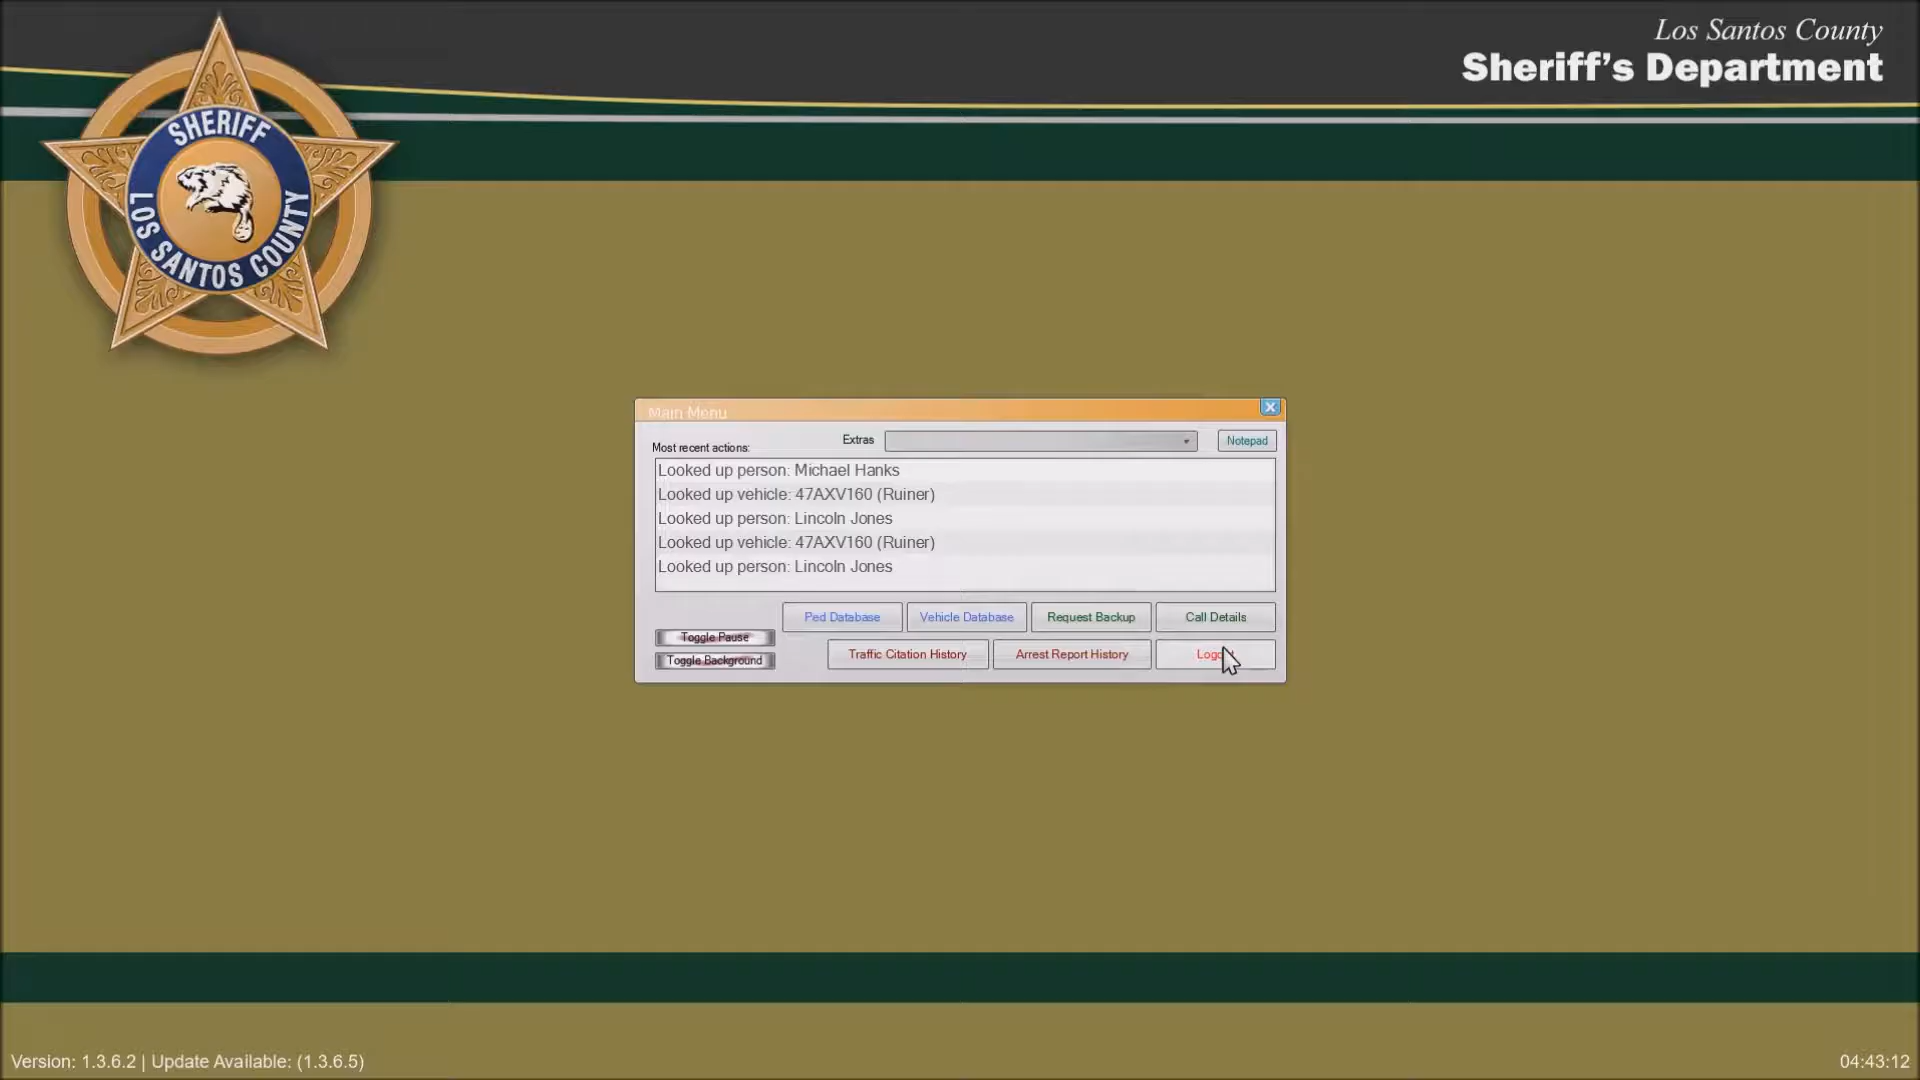 Los Santos County
Sheriff's Department
SHERIFF
LOS SANTOS COUNTY
Main Menu
Extras
Notepad
Most recent actions:
Looked up person: Michael Hanks
Looked up vehicle: 47AXV160 (Ruiner)
Looked up person: Lincoln Jones
Looked up vehicle: 47AXV160 (Ruiner)
Looked up person: Lincoln Jones
Ped Database
Vehicle Database
Request Backup
Call Details
Toggle Pause
Toggle Background
Traffic Citation History
Arrest Report History
Version: 1.3.6.2 | Update Available: (1.3.6.5)
04:43:12